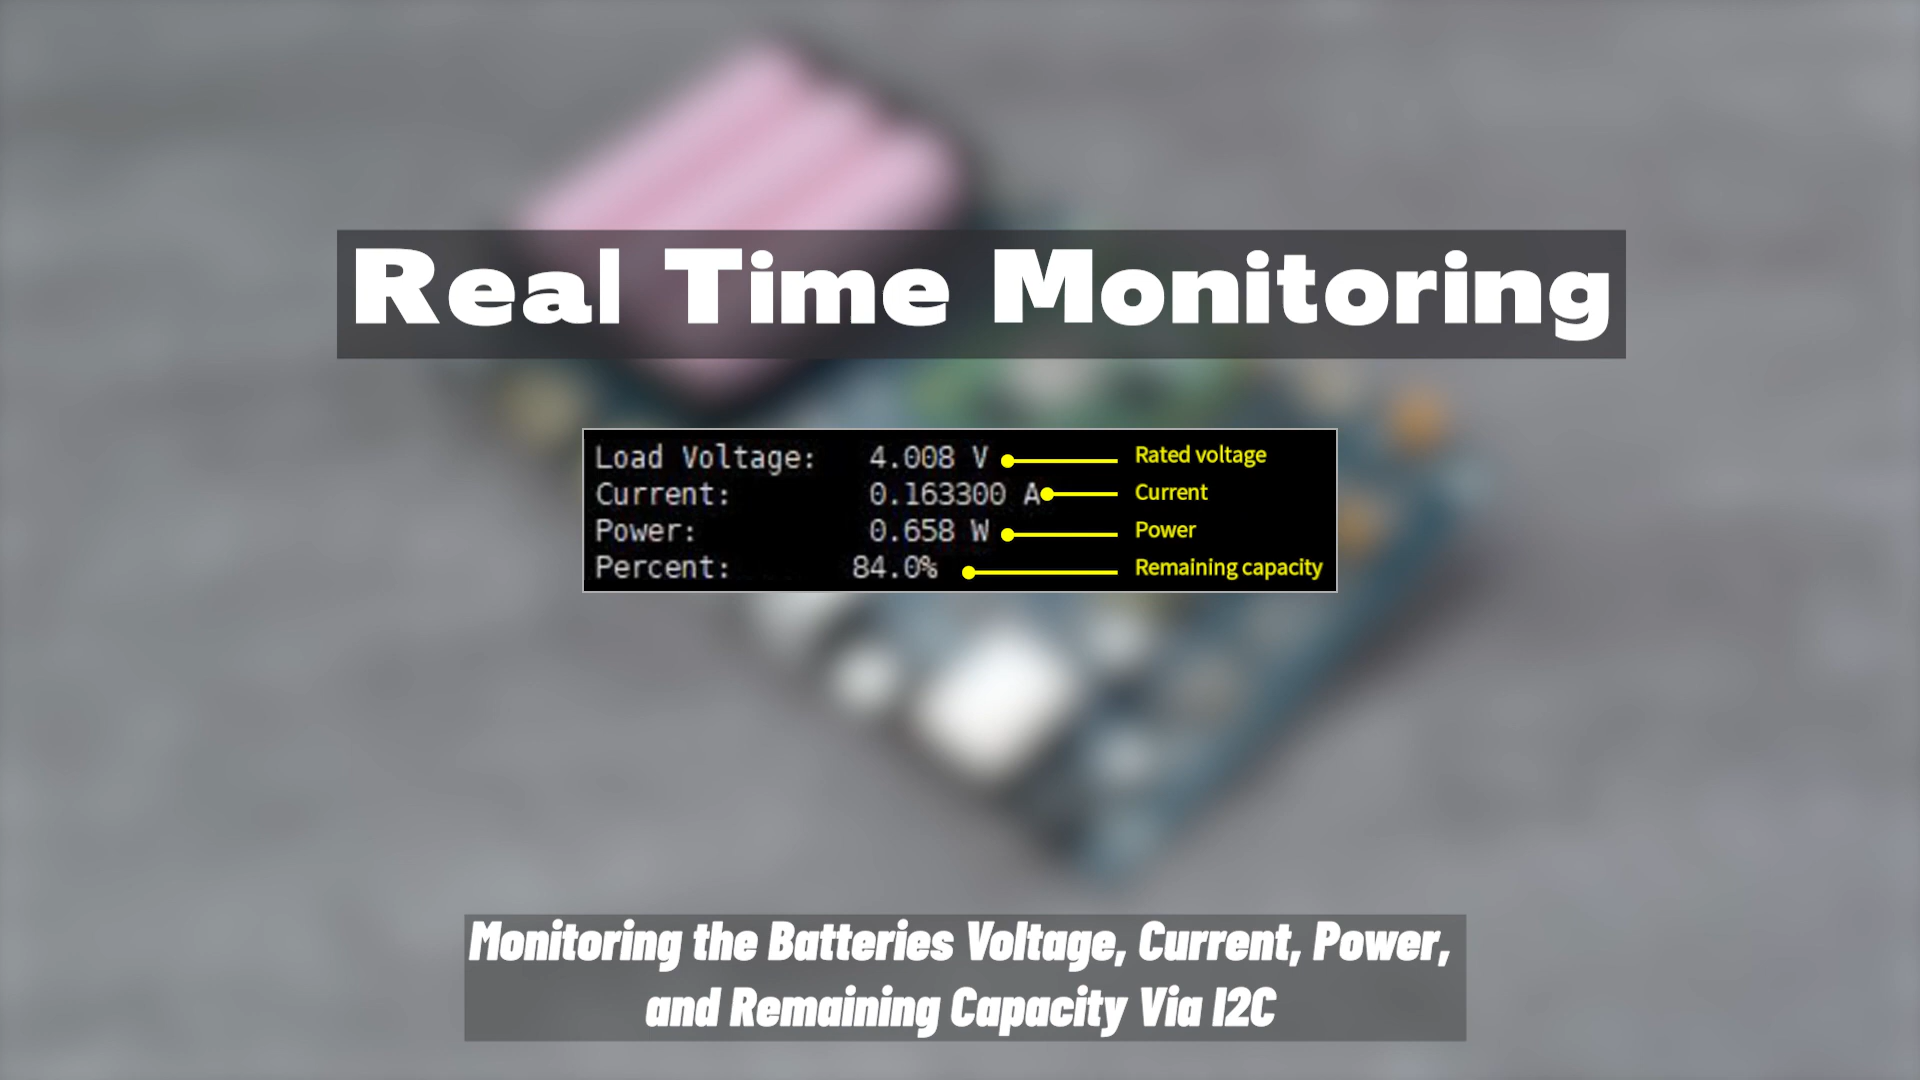 Real Time Monitoring
Load Voltage: 4.008 V Rated voltage
Current: 0.163300 A Current
Power: 0.658 W Power
Percent: 84.0% Remaining capacity
Monitoring the Batteries Voltage, Current, Power,
and Remaining Capacity Via I2C